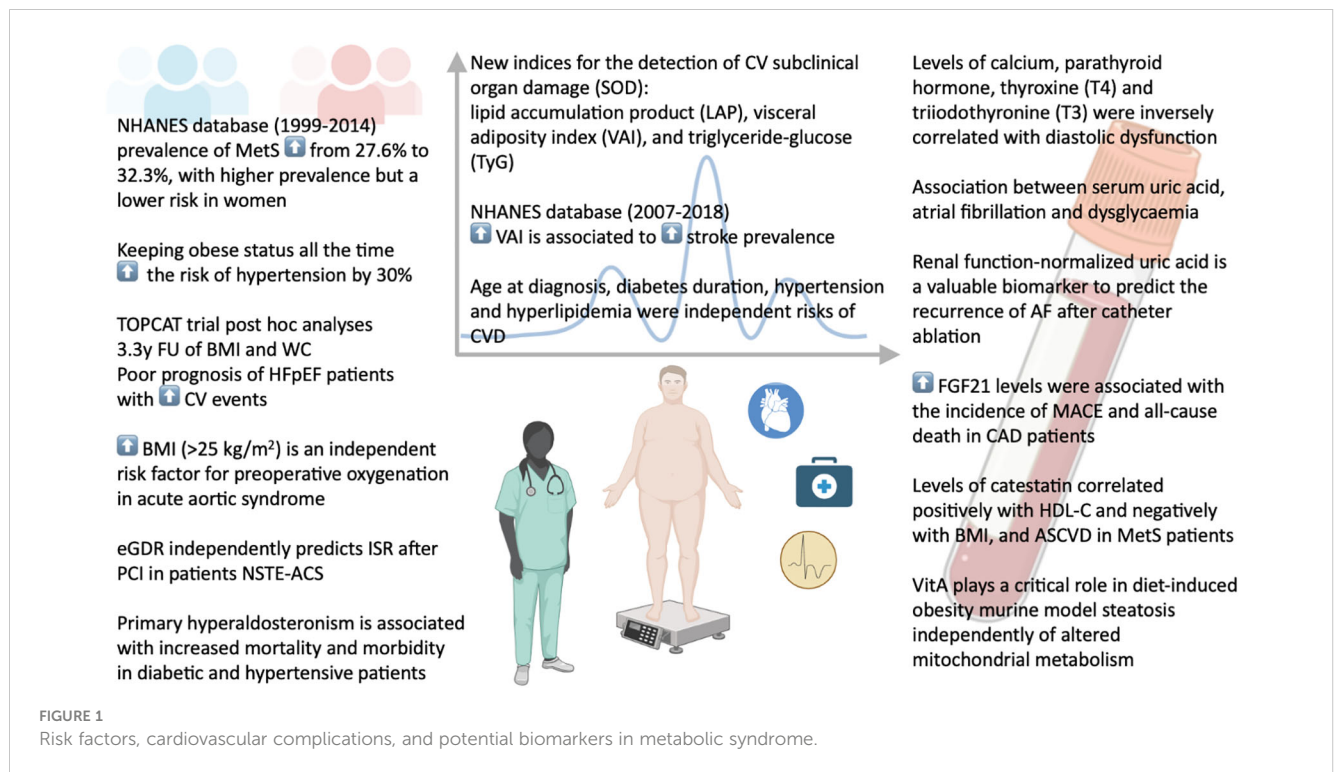 NHANES database (1999-2014)
prevalence of MetS ⬆ from 27.6% to
32.3%, with higher prevalence but a
lower risk in women
Keeping obese status all the time
⬆ the risk of hypertension by 30%
TOPCAT trial post hoc analyses
3.3y FU of BMI and WC
Poor prognosis of HFpEF patients
with ⬆ CV events
⬆ BMI (>25 kg/m²) is an independent
risk factor for preoperative oxygenation
in acute aortic syndrome
eGDR independently predicts ISR after
PCI in patients NSTE-ACS
Primary hyperaldosteronism is associated
with increased mortality and morbidity
in diabetic and hypertensive patients
New indices for the detection of CV subclinical
organ damage (SOD):
lipid accumulation product (LAP), visceral
adiposity index (VAI), and triglyceride-glucose
(TyG)
NHANES database (2007-2018)
⬆ VAI is associated to ⬆ stroke prevalence
Age at diagnosis, diabetes duration, hypertension
and hyperlipidemia were independent risks of
CVD
Levels of calcium, parathyroid
hormone, thyroxine (T4) and
triiodothyronine (T3) were inversely
correlated with diastolic dysfunction
Association between serum uric acid,
atrial fibrillation and dysglycaemia
Renal function-normalized uric acid is
a valuable biomarker to predict the
recurrence of AF after catheter
ablation
⬆ FGF21 levels were associated with
the incidence of MACE and all-cause
death in CAD patients
Levels of catestatin correlated
positively with HDL-C and negatively
with BMI, and ASCVD in MetS patients
VitA plays a critical role in diet-induced
obesity murine model steatosis
independently of altered
mitochondrial metabolism
FIGURE 1
Risk factors, cardiovascular complications, and potential biomarkers in metabolic syndrome.